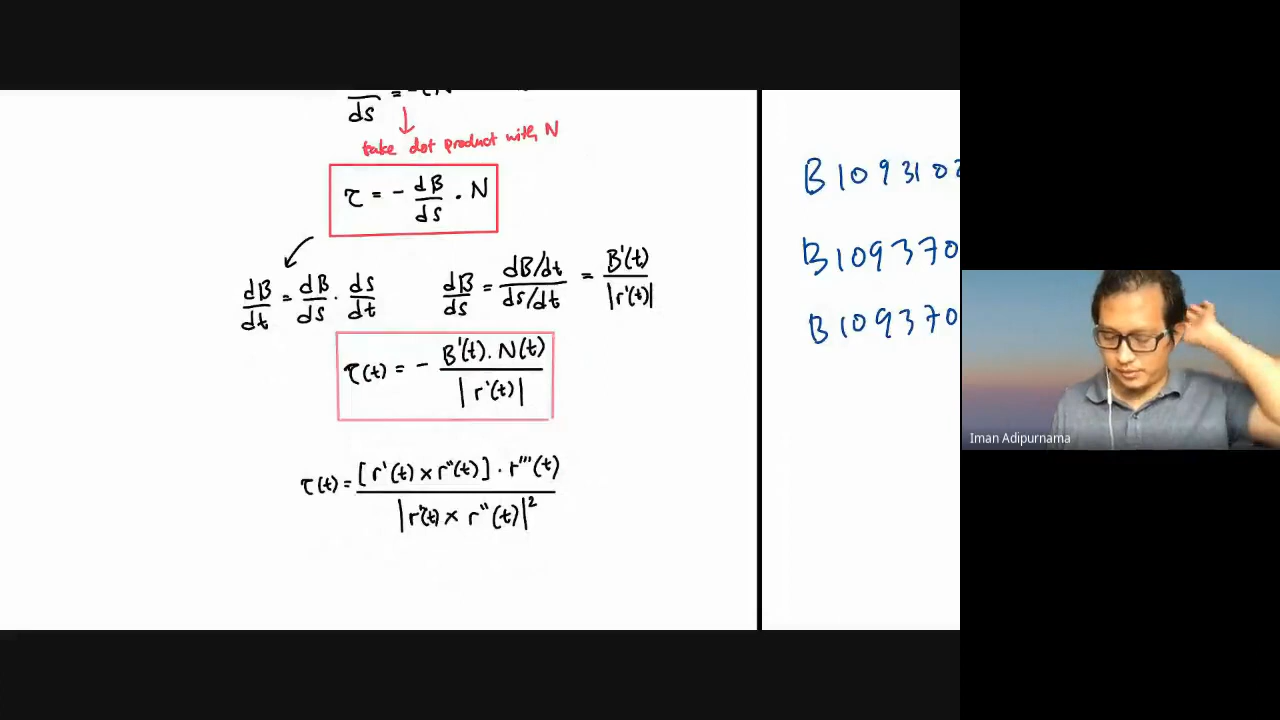 ds
take dot product with N
τ = - dB/ds · N
dB/dt = dB/ds · ds/dt
dB/ds = (dB/dt)/(ds/dt) = B'(t)/|r'(t)|
τ(t) = - B'(t) · N(t)/|r'(t)|
τ(t) = [r'(t) × r''(t)] · r'''(t)/|r'(t) × r''(t)|²
B109310
B109370
B109370
Iman Adipurnama